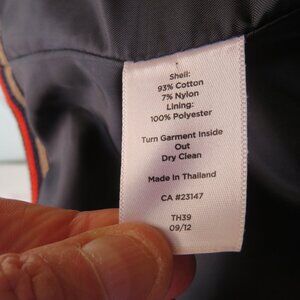 Shell:
93% Cotton
7% Nylon
Lining:
100% Polyester
Turn Garment Inside
Out
Dry Clean
Made In Thailand
CA #23147
TH39
09/12